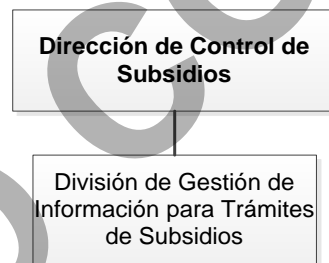 Dirección de Control de
Subsidios
División de Gestión de
Información para Trámites
de Subsidios